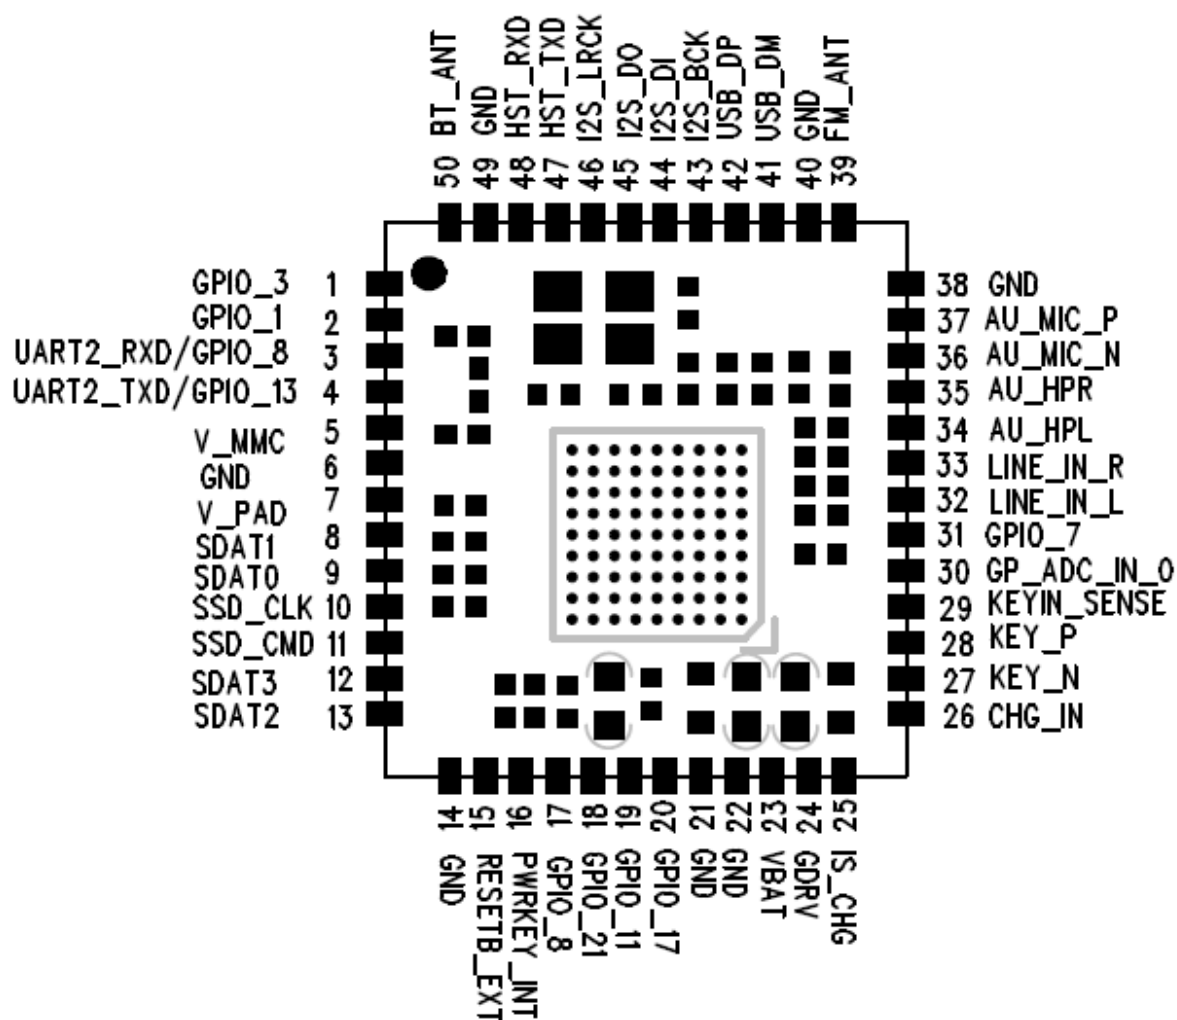 BT_ANT
GND
HST_RXD
HST_TXD
I2S_LRCK
I2S_DO
I2S_DI
I2S_BCK
USB_DP
USB_DM
GND
FM_ANT
50
49
48
47
46
45
44
43
42
41
40
39
GPIO_3 1
GPIO_1 2
UART2_RXD/GPIO_8 3
UART2_TXD/GPIO_13 4
V_MMC 5
GND 6
V_PAD 7
SDAT1 8
SDAT0 9
SSD_CLK 10
SSD_CMD 11
SDAT3 12
SDAT2 13
38 GND
37 AU_MIC_P
36 AU_MIC_N
35 AU_HPR
34 AU_HPL
33 LINE_IN_R
32 LINE_IN_L
31 GPIO_7
30 GP_ADC_IN_0
29 KEYIN_SENSE
28 KEY_P
27 KEY_N
26 CHG_IN
14
15
16
17
18
19
20
21
22
23
24
25
GND
RESETB_EXT
PWRKEY_INT
GPIO_8
GPIO_21
GPIO_11
GPIO_17
GND
GND
VBAT
GDRV
IS_CHG